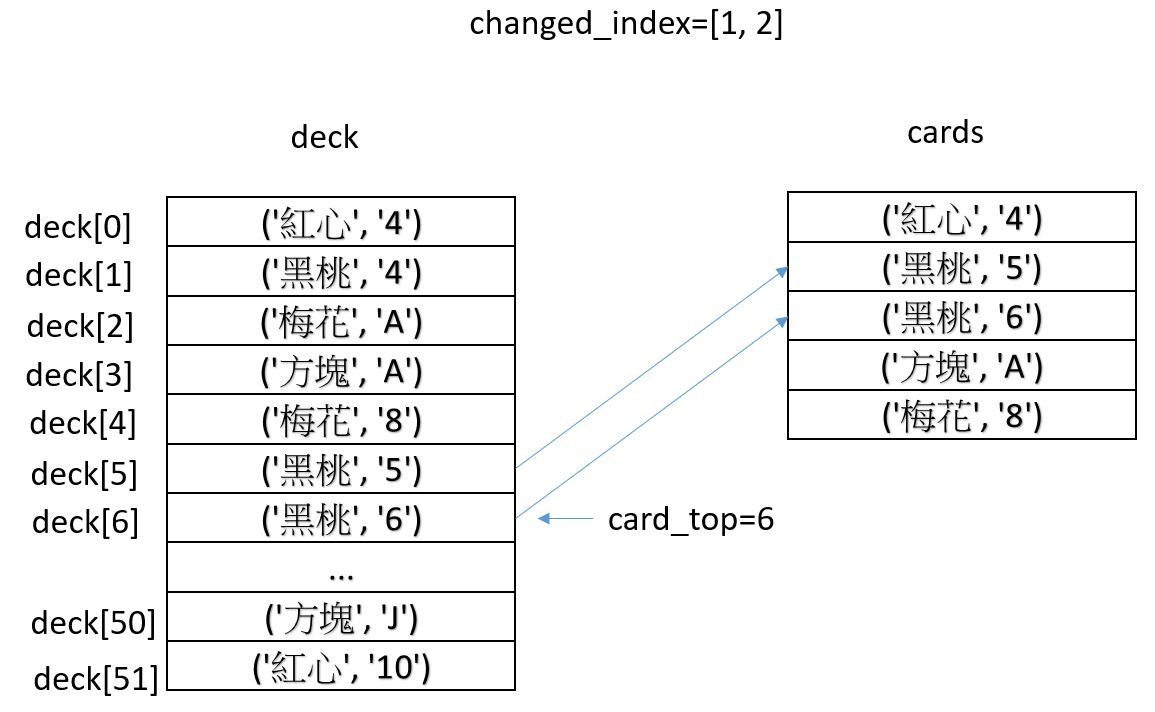 changed_index=[1, 2]
deck
cards
deck[0] ('紅心', '4')
deck[1] ('黑桃', '4')
deck[2] ('梅花', 'A')
deck[3] ('方塊', 'A')
deck[4] ('梅花', '8')
deck[5] ('黑桃', '5')
deck[6] ('黑桃', '6')
...
deck[50] ('方塊', 'J')
deck[51] ('紅心', '10')
card_top=6
('紅心', '4')
('黑桃', '5')
('黑桃', '6')
('方塊', 'A')
('梅花', '8')